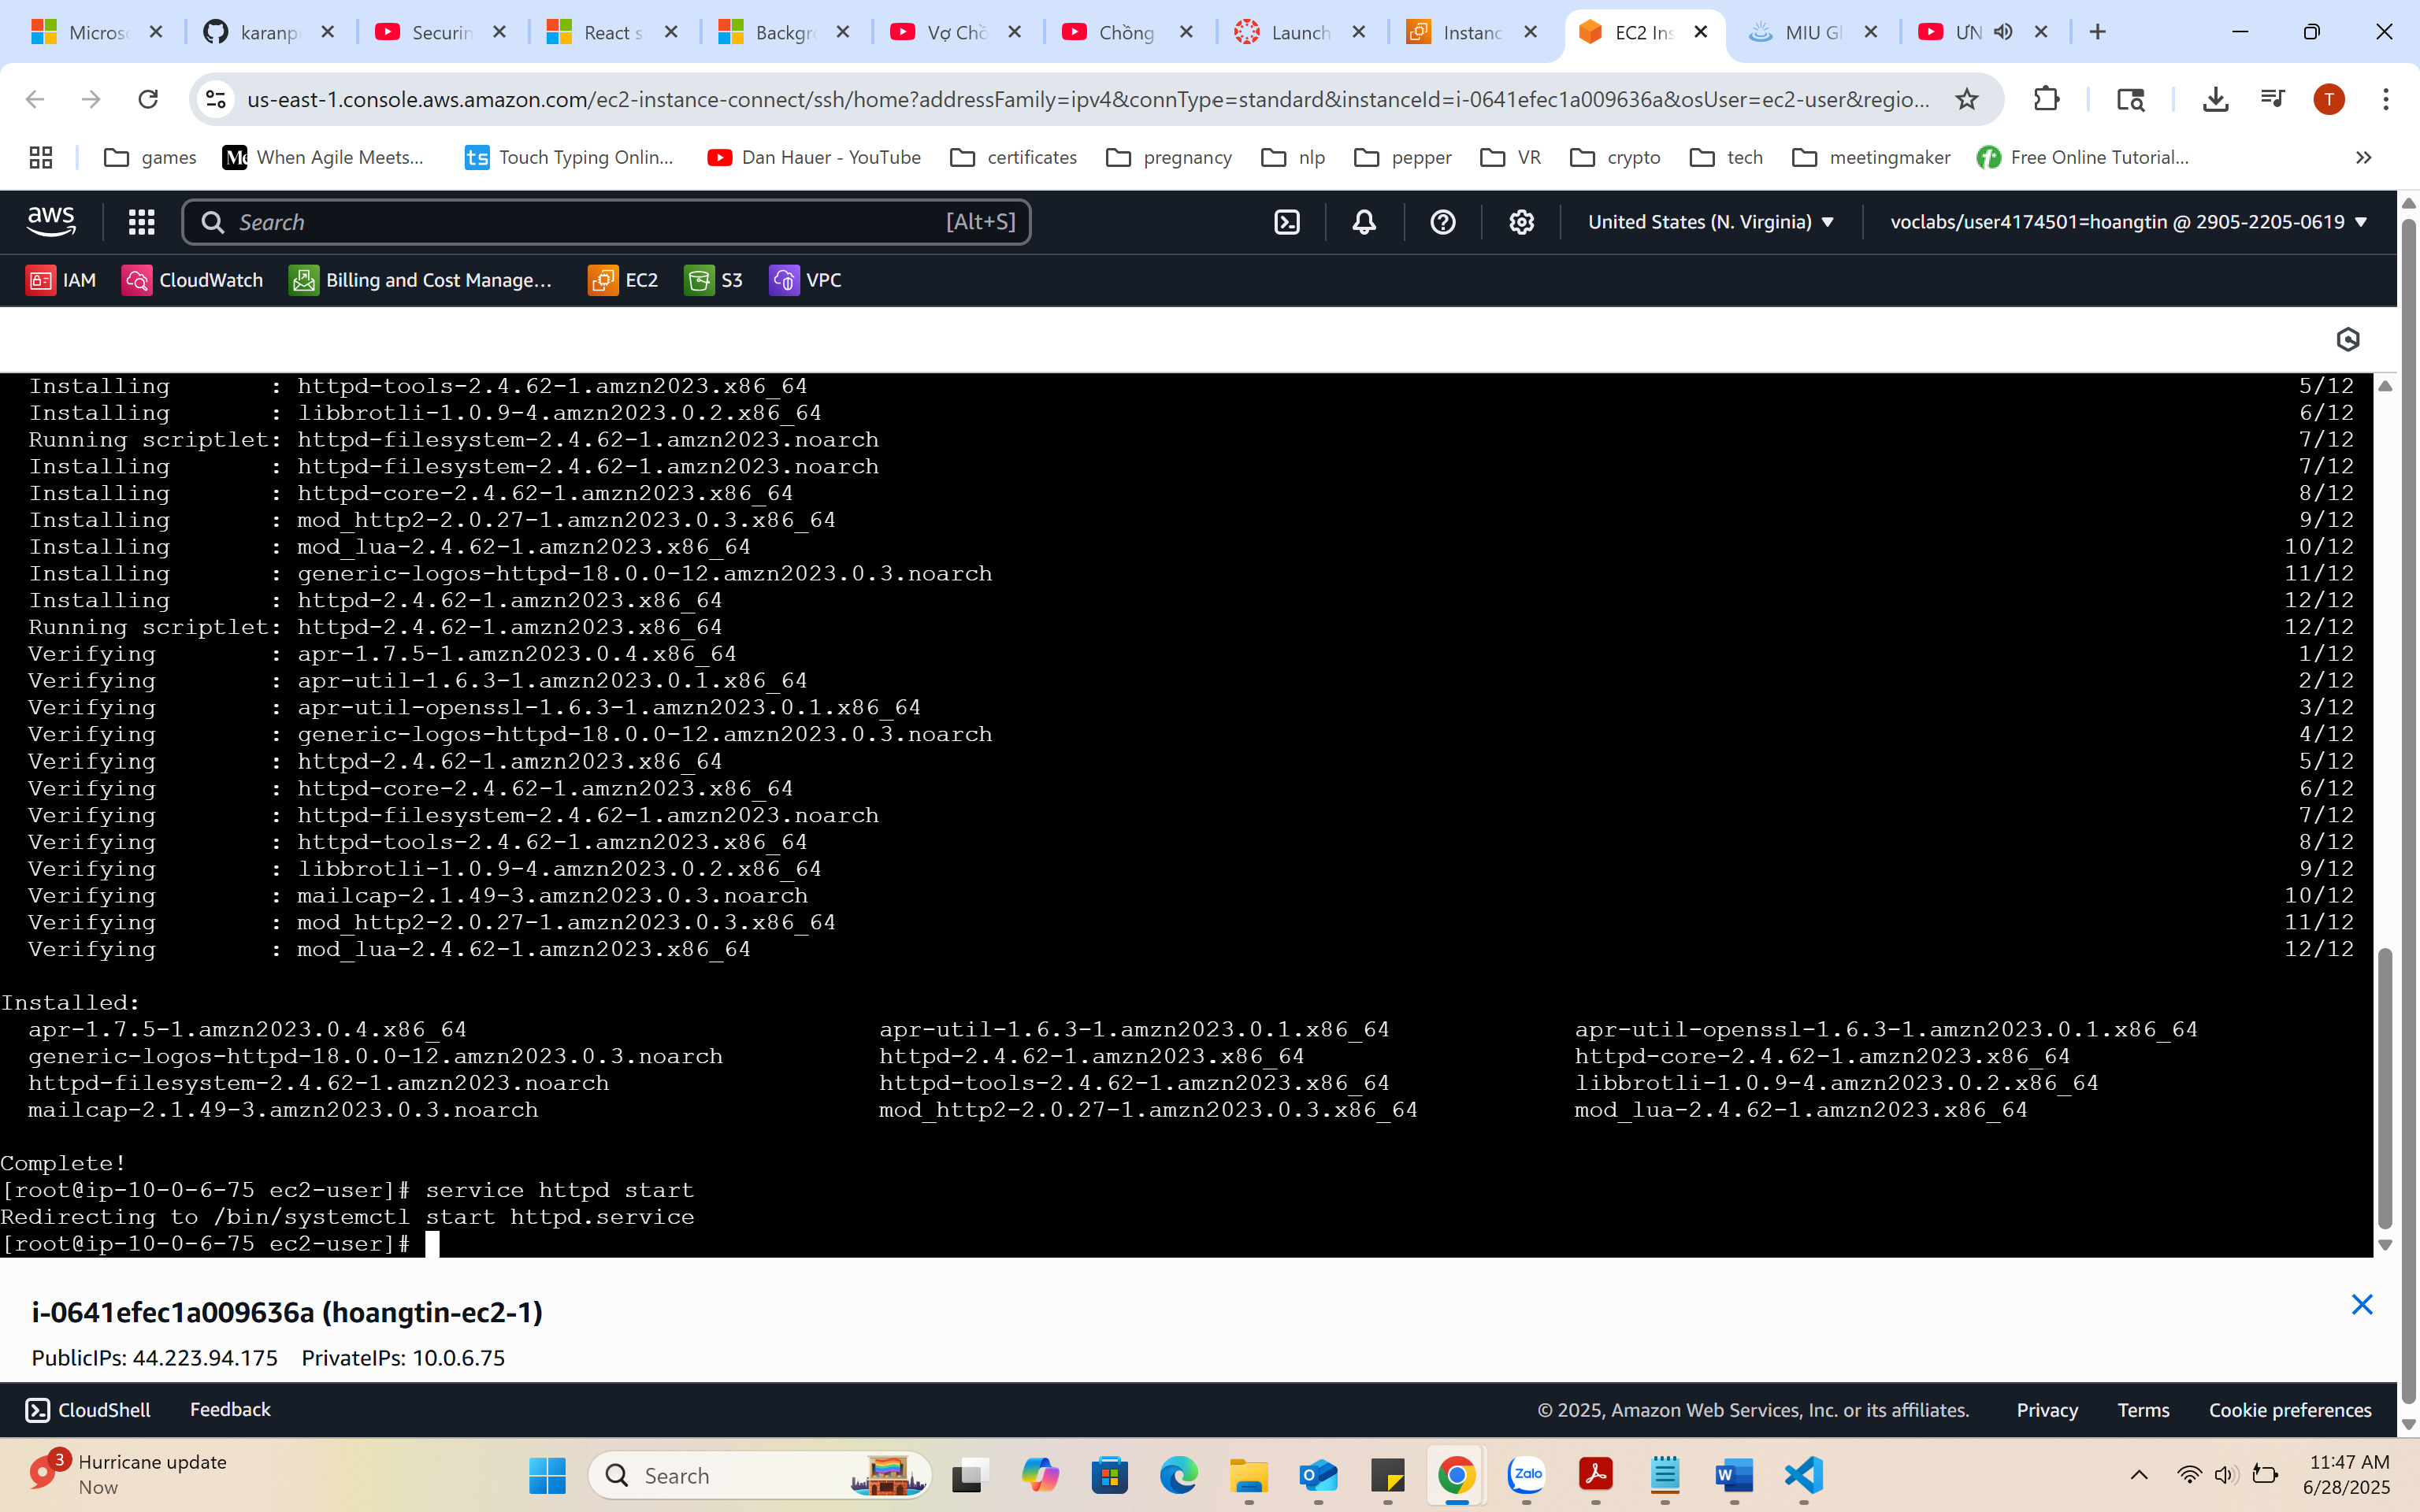 Micros
karanp
Securin
React s
Backgr
Vợ Chồ
Chồng
Launch
Instanc
EC2 Ins
MIU Gl
ƯN
us-east-1.console.aws.amazon.com/ec2-instance-connect/ssh/home?addressFamily=ipv4&connType=standard&instanceId=i-0641efec1a009636a&osUser=ec2-user&regio...
T
games
When Agile Meets...
Touch Typing Onlin...
Dan Hauer - YouTube
certificates
pregnancy
nlp
pepper
VR
crypto
tech
meetingmaker
Free Online Tutorial...
aws
Search [Alt+S]
United States (N. Virginia)
voclabs/user4174501=hoangtin @ 2905-2205-0619
IAM
CloudWatch
Billing and Cost Manage...
EC2
S3
VPC
Installing : httpd-tools-2.4.62-1.amzn2023.x86_64 5/12
Installing : libbrotli-1.0.9-4.amzn2023.0.2.x86_64 6/12
Running scriptlet: httpd-filesystem-2.4.62-1.amzn2023.noarch 7/12
Installing : httpd-filesystem-2.4.62-1.amzn2023.noarch 7/12
Installing : httpd-core-2.4.62-1.amzn2023.x86_64 8/12
Installing : mod_http2-2.0.27-1.amzn2023.0.3.x86_64 9/12
Installing : mod_lua-2.4.62-1.amzn2023.x86_64 10/12
Installing : generic-logos-httpd-18.0.0-12.amzn2023.0.3.noarch 11/12
Installing : httpd-2.4.62-1.amzn2023.x86_64 12/12
Running scriptlet: httpd-2.4.62-1.amzn2023.x86_64 12/12
Verifying : apr-1.7.5-1.amzn2023.0.4.x86_64 1/12
Verifying : apr-util-1.6.3-1.amzn2023.0.1.x86_64 2/12
Verifying : apr-util-openssl-1.6.3-1.amzn2023.0.1.x86_64 3/12
Verifying : generic-logos-httpd-18.0.0-12.amzn2023.0.3.noarch 4/12
Verifying : httpd-2.4.62-1.amzn2023.x86_64 5/12
Verifying : httpd-core-2.4.62-1.amzn2023.x86_64 6/12
Verifying : httpd-filesystem-2.4.62-1.amzn2023.noarch 7/12
Verifying : httpd-tools-2.4.62-1.amzn2023.x86_64 8/12
Verifying : libbrotli-1.0.9-4.amzn2023.0.2.x86_64 9/12
Verifying : mailcap-2.1.49-3.amzn2023.0.3.noarch 10/12
Verifying : mod_http2-2.0.27-1.amzn2023.0.3.x86_64 11/12
Verifying : mod_lua-2.4.62-1.amzn2023.x86_64 12/12
Installed:
apr-1.7.5-1.amzn2023.0.4.x86_64 apr-util-1.6.3-1.amzn2023.0.1.x86_64 apr-util-openssl-1.6.3-1.amzn2023.0.1.x86_64
generic-logos-httpd-18.0.0-12.amzn2023.0.3.noarch httpd-2.4.62-1.amzn2023.x86_64 httpd-core-2.4.62-1.amzn2023.x86_64
httpd-filesystem-2.4.62-1.amzn2023.noarch httpd-tools-2.4.62-1.amzn2023.x86_64 libbrotli-1.0.9-4.amzn2023.0.2.x86_64
mailcap-2.1.49-3.amzn2023.0.3.noarch mod_http2-2.0.27-1.amzn2023.0.3.x86_64 mod_lua-2.4.62-1.amzn2023.x86_64
Complete!
[root@ip-10-0-6-75 ec2-user]# service httpd start
Redirecting to /bin/systemctl start httpd.service
[root@ip-10-0-6-75 ec2-user]#
i-0641efec1a009636a (hoangtin-ec2-1)
PublicIPs: 44.223.94.175 PrivateIPs: 10.0.6.75
CloudShell
Feedback
© 2025, Amazon Web Services, Inc. or its affiliates.
Privacy
Terms
Cookie preferences
3
Hurricane update
Now
Search
Zalo
11:47 AM
6/28/2025